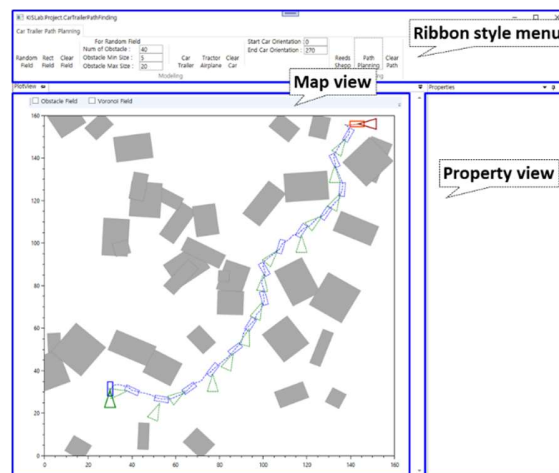 KISLab.Project.CarTrailerPathFinding
Car Trailer Path Planning
For Random Field
Num of Obstacle : 40
Obstacle Min Size : 5
Obstacle Max Size : 20
Random Field
Rect Field
Clear Field
Car Trailer
Tractor Airplane
Clear Car
Modeling
Start Car Orientation : 0
End Car Orientation : 270
Reeds Shepp
Path Planning
Clear Path
Ribbon style menu
PlotView
Map view
Properties
Obstacle Field
Voronoi Field
Property view
160
140
120
100
80
60
40
20
0
0 20 40 60 80 100 120 140 160